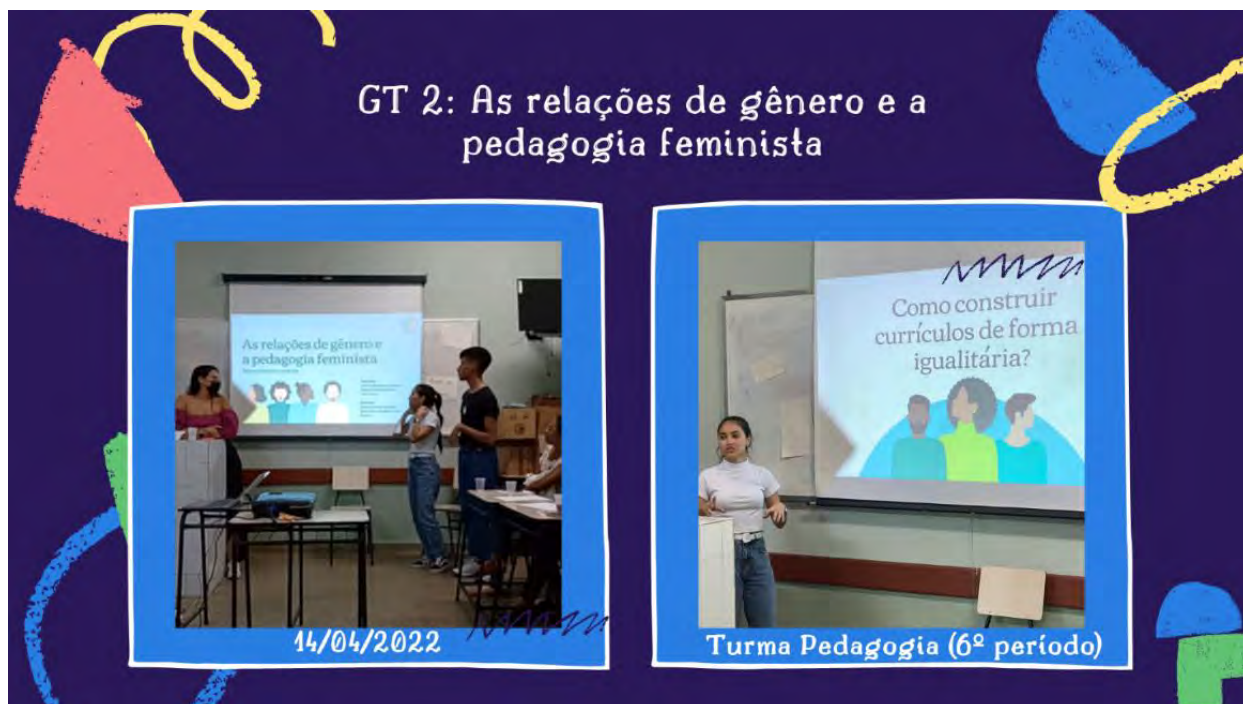 GT 2: As relações de gênero e a
pedagogia feminista
As relações de gênero e
a pedagogia feminista
14/04/2022
Como construir
currículos de forma
igualitária?
Turma Pedagogia (6º período)